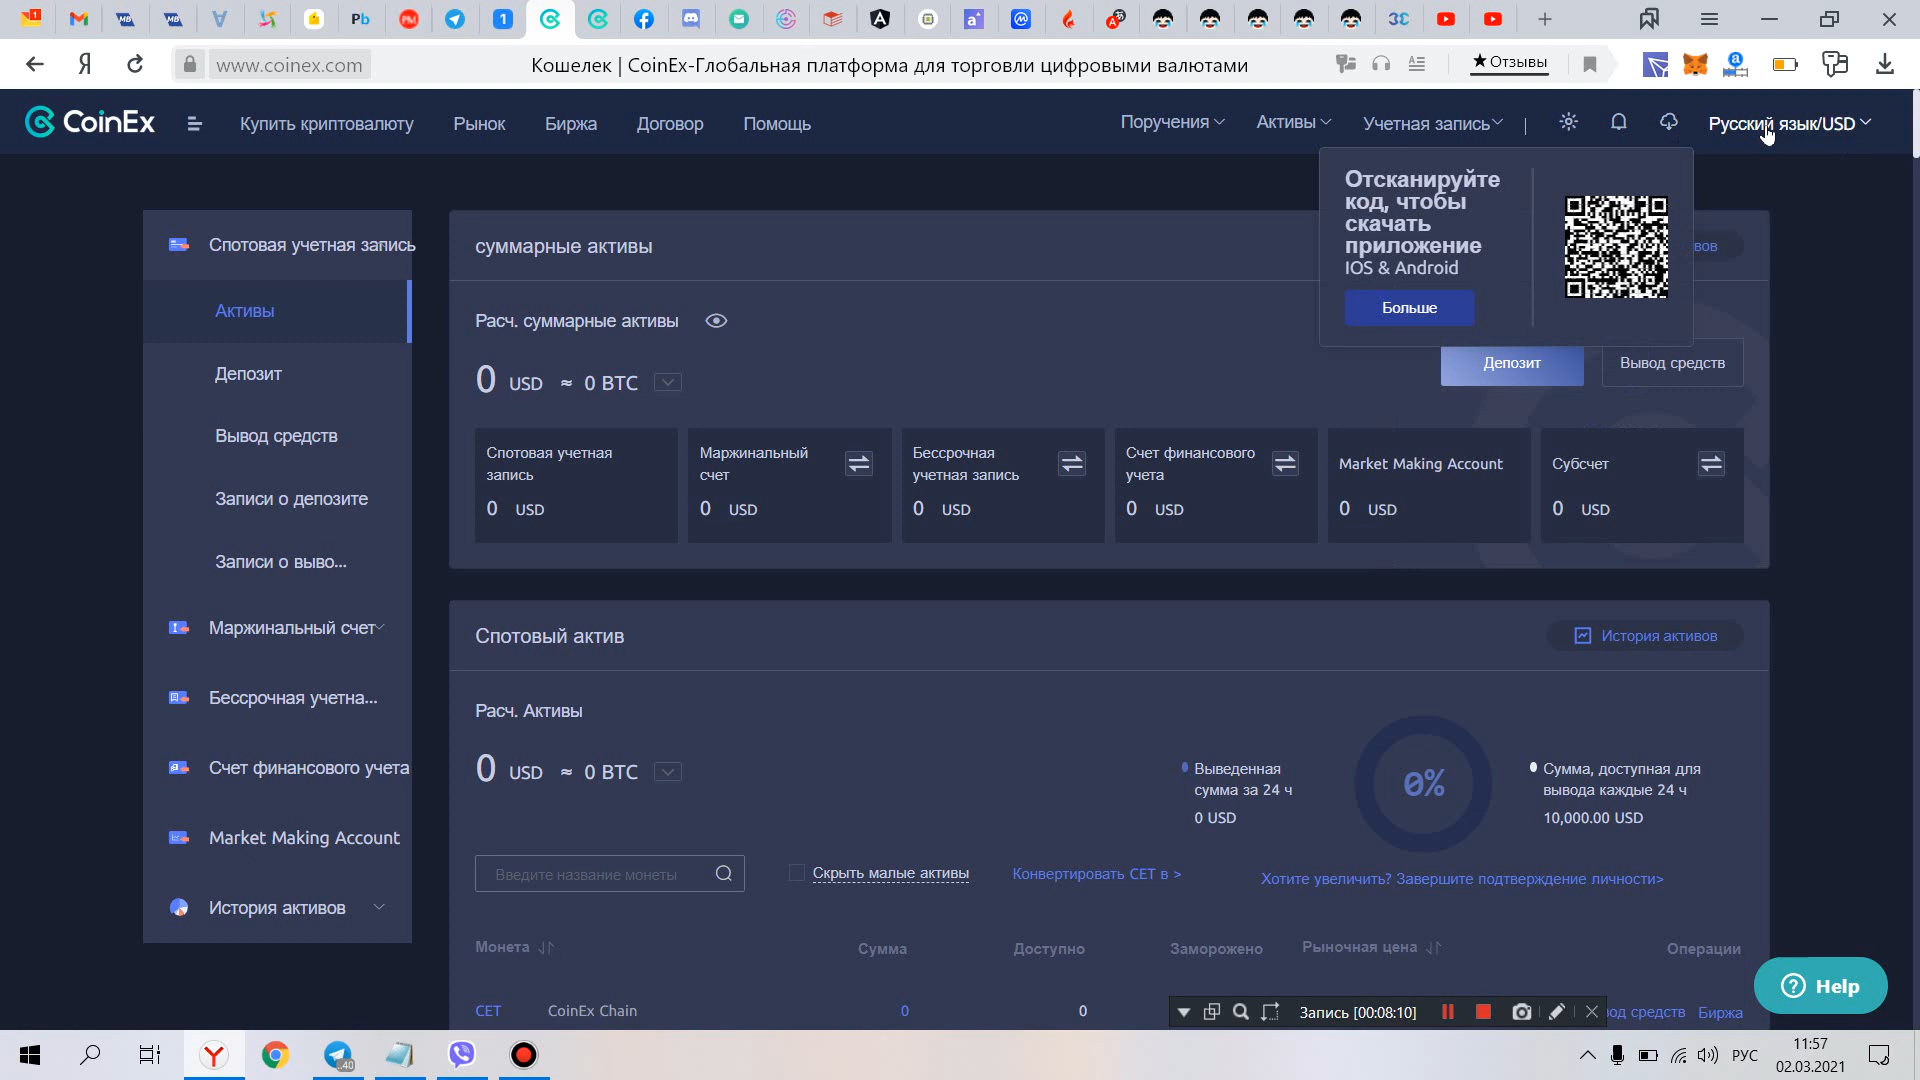 www.coinex.com
Кошелек | CoinEx-Глобальная платформа для торговли цифровыми валютами
★Отзывы
CoinEx
Купить криптовалюту
Рынок
Биржа
Договор
Помощь
Поручения
Активы
Учетная запись
Русский язык/USD
Отсканируйте
код, чтобы
скачать
приложение
IOS & Android
Больше
Спотовая учетная запись
Активы
Депозит
Вывод средств
Записи о депозите
Записи о выво...
Маржинальный счет
Бессрочная учетна...
Счет финансового учета
Market Making Account
История активов
суммарные активы
Расч. суммарные активы
0 USD ≈ 0 BTC
Депозит
Вывод средств
Спотовая учетная
запись
0 USD
Маржинальный
счет
0 USD
Бессрочная
учетная запись
0 USD
Счет финансового
учета
0 USD
Market Making Account
0 USD
Субсчет
0 USD
Спотовый актив
История активов
Расч. Активы
0 USD ≈ 0 BTC
Выведенная
сумма за 24 ч
0 USD
0%
Сумма, доступная для
вывода каждые 24 ч
10,000.00 USD
Введите название монеты
Скрыть малые активы
Конвертировать CET в >
Хотите увеличить? Завершите подтверждение личности>
Монета
Сумма
Доступно
Заморожено
Рыночная цена
Операции
CET
CoinEx Chain
0
0
Запись [00:08:10]
од средств
Биржа
Help
РУС
11:57
02.03.2021